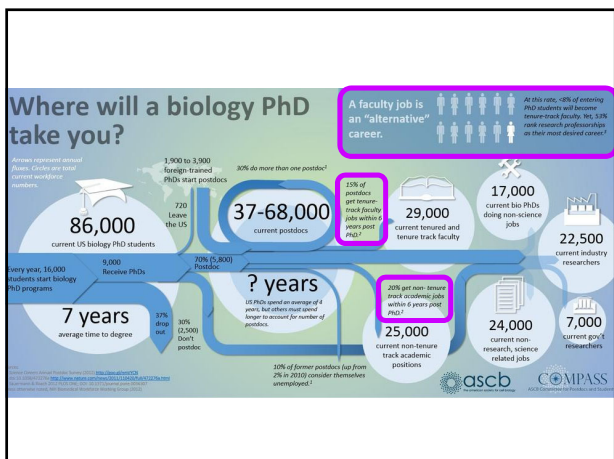 Where will a biology PhD
take you?
Arrows represent annual
fluxes. Circles are total
current workforce
numbers.
86,000
current US biology PhD students
Every year, 16,000
students start biology
PhD programs
7 years
average time to degree
9,000
Receive PhDs
37%
drop
out
1,900 to 3,900
foreign-trained
PhDs start postdocs
720
Leave
the US
70% (5,800)
Postdoc
30%
(2,500)
Don't
postdoc
30% do more than one postdoc¹
37-68,000
current postdocs
? years
US PhDs spend an average of 4
years, but others must spend
longer to account for number of
postdocs.
10% of former postdocs (up from
2% in 2010) consider themselves
unemployed.¹
15% of
postdocs
get tenure-
track faculty
jobs within 6
years post
PhD.²
29,000
current tenured and
tenure track faculty
20% get non- tenure
track academic jobs
within 6 years post
PhD.²
25,000
current non-tenure
track academic
positions
A faculty job is
an "alternative"
career.
At this rate, <8% of entering
PhD students will become
tenure-track faculty. Yet, 53%
rank research professorships
as their most desired career.³
17,000
current bio PhDs
doing non-science
jobs
22,500
current industry
researchers
24,000
current non-
research, science
related jobs
7,000
current gov't
researchers
ascb
COMPASS